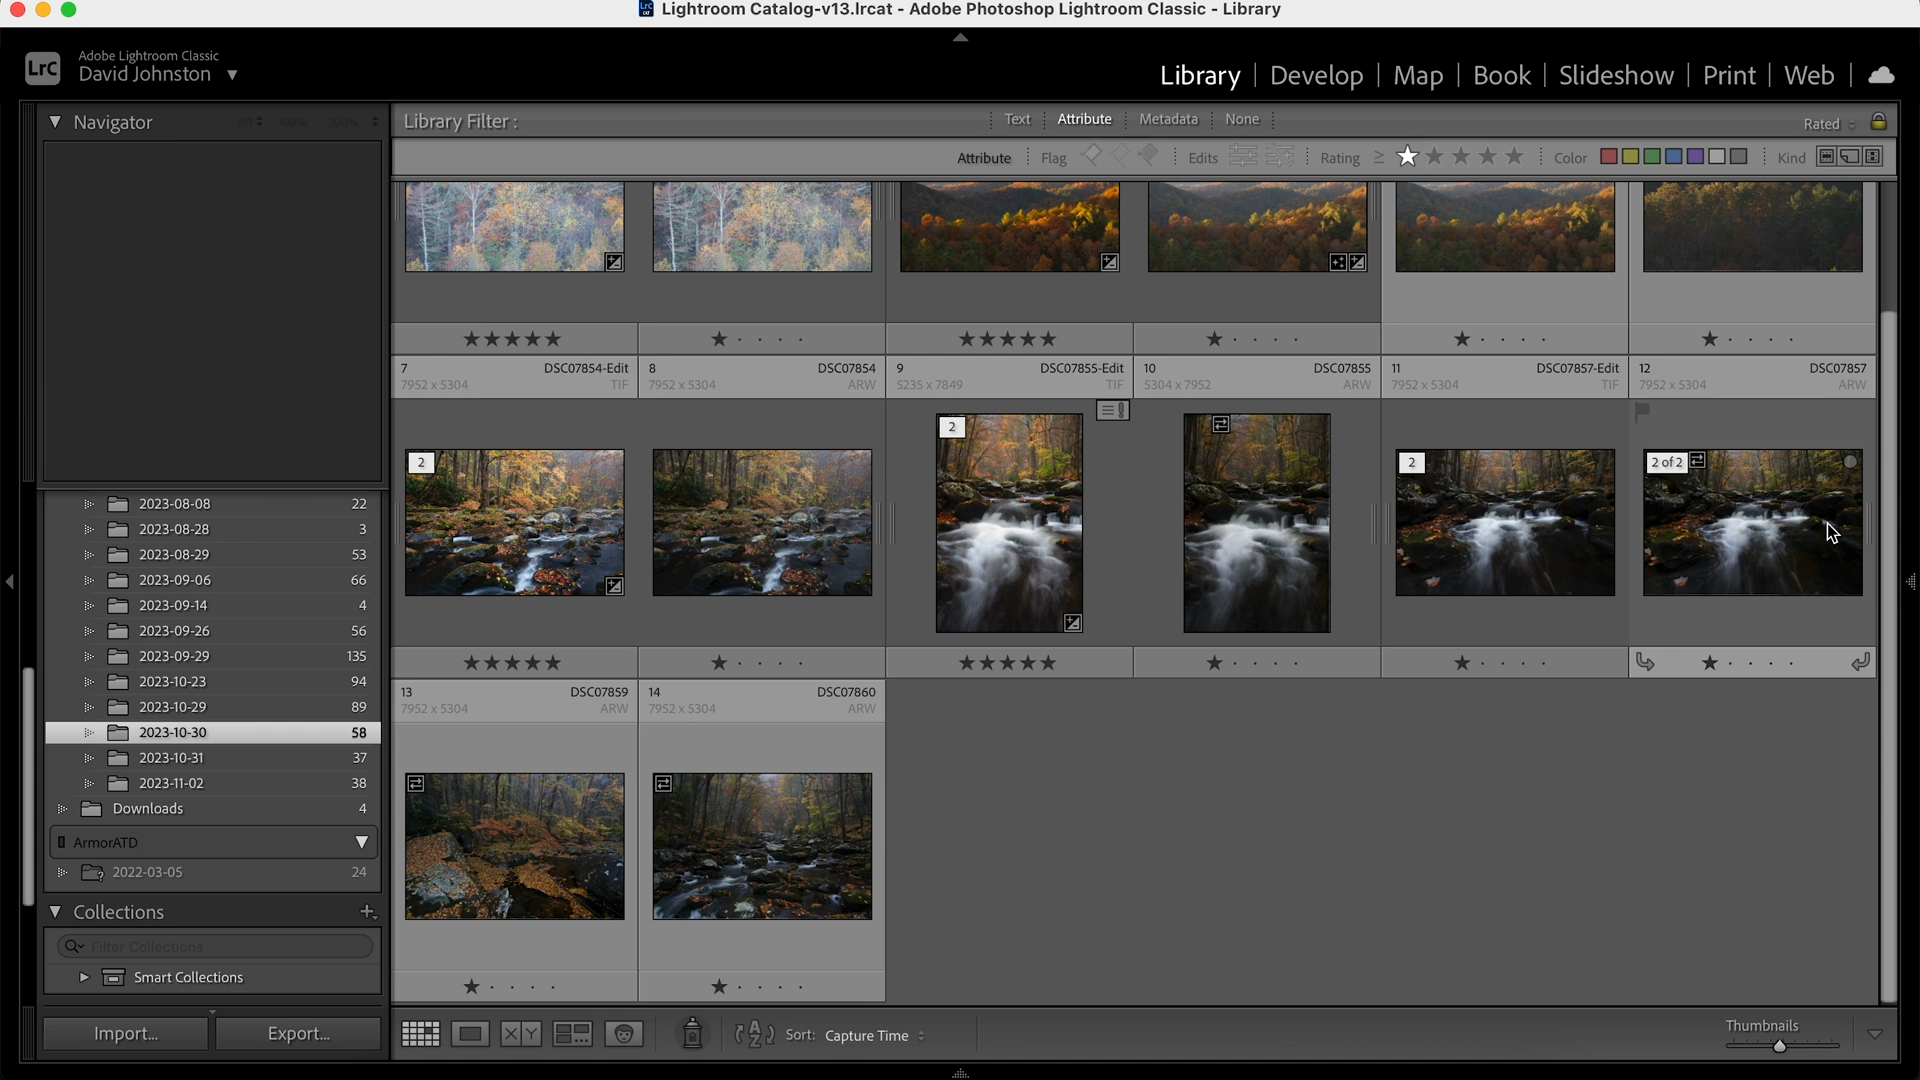 Lightroom Catalog-v13.lrcat - Adobe Photoshop Lightroom Classic - Library
LrC
Adobe Lightroom Classic
David Johnston
Library
Develop
Map
Book
Slideshow
Print
Web
Navigator
FIT
100%
Library Filter :
Text
Attribute
Metadata
None
Rated
Attribute
Flag
Edits
Rating
≥
Color
Kind
7
DSC07854-Edit
7952 x 5304
TIF
8
DSC07854
7952 x 5304
ARW
9
DSC07855-Edit
5235 x 7849
TIF
10
DSC07855
5304 x 7952
ARW
11
DSC07857-Edit
7952 x 5304
TIF
12
DSC07857
7952 x 5304
ARW
2
2
2
2 of 2
13
DSC07859
7952 x 5304
ARW
14
DSC07860
7952 x 5304
ARW
2023-08-08 22
2023-08-28 3
2023-08-29 53
2023-09-06 66
2023-09-14 4
2023-09-26 56
2023-09-29 135
2023-10-23 94
2023-10-29 89
2023-10-30 58
2023-10-31 37
2023-11-02 38
Downloads 4
ArmorATD
2022-03-05 24
Collections
Filter Collections
Smart Collections
Import...
Export...
X Y
Sort: Capture Time
Thumbnails